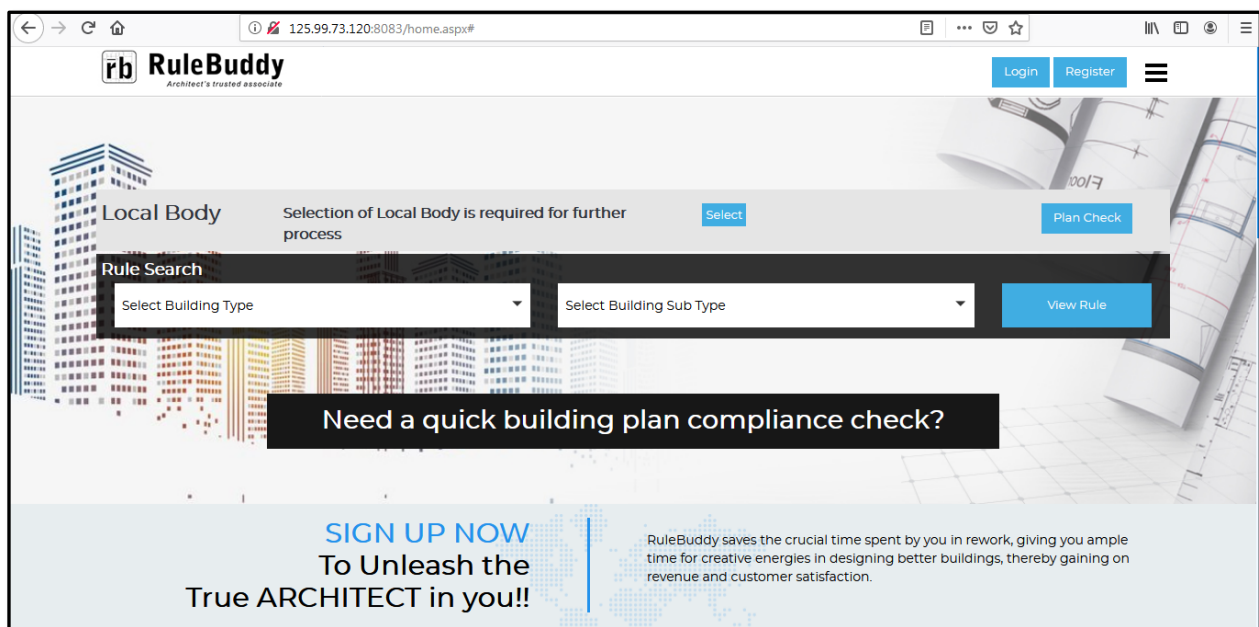 125.99.73.120:8083/home.aspx#
rb RuleBuddy
Architect's trusted associate
Login Register
Floor
Local Body
Selection of Local Body is required for further
process
Select
Plan Check
Rule Search
Select Building Type
Select Building Sub Type
View Rule
Need a quick building plan compliance check?
SIGN UP NOW
To Unleash the
True ARCHITECT in you!!
RuleBuddy saves the crucial time spent by you in rework, giving you ample
time for creative energies in designing better buildings, thereby gaining on
revenue and customer satisfaction.